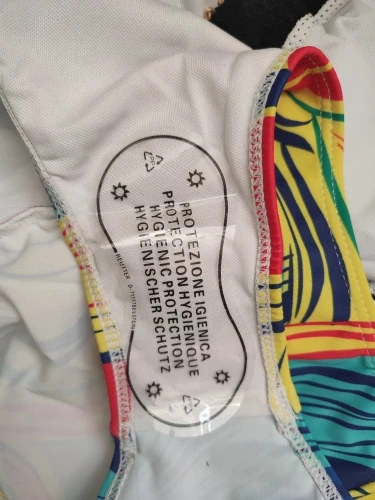 PROTEZIONE IGIENICA
PROTECTION HYGIENIQUE
HYGIENIC PROTECTION
HYGIENISCHER SCHUTZ